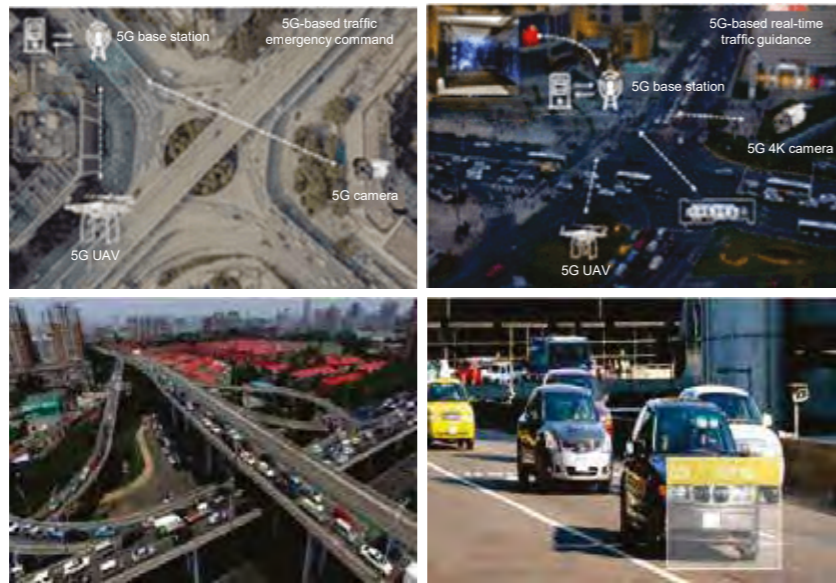 5G base station
5G-based traffic
emergency command
5G camera
5G UAV
5G-based real-time
traffic guidance
5G base station
5G 4K camera
5G UAV